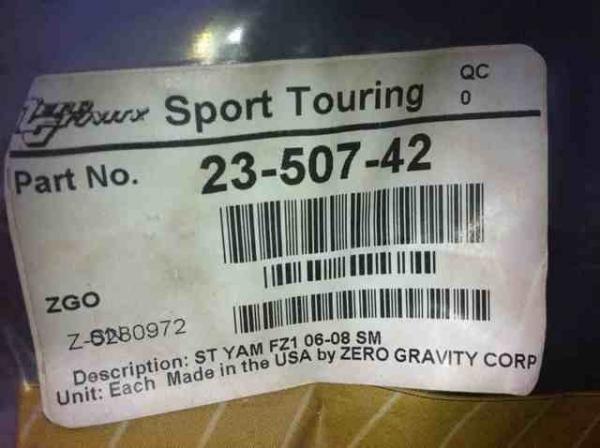 Sport Touring QC
0
Part No. 23-507-42
ZGO
Description: ST YAM FZ1 06-08 SM
Unit: Each Made in the USA by ZERO GRAVITY CORP